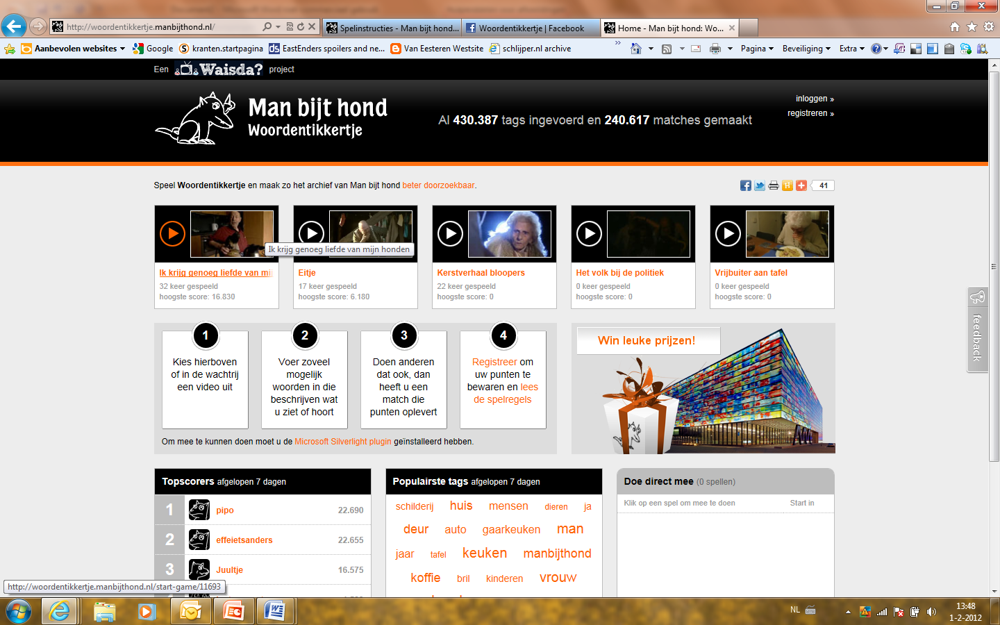 http://woordentikkertje.manbijthond.nl/
Spelinstructies - Man bijt hond...
Woordentikkertje | Facebook
Home - Man bijt hond: Wo...
Aanbevolen websites
Google
kranten.startpagina
EastEnders spoilers and ne...
Van Eesteren Westsite
schlijper.nl archive
»
Pagina
Beveiliging
Extra
Een Waisda? project
Man bijt hond
Woordentikkertje
Al 430.387 tags ingevoerd en 240.617 matches gemaakt
inloggen »
registreren »
Speel Woordentikkertje en maak zo het archief van Man bijt hond beter doorzoekbaar.
41
Ik krijg genoeg liefde van mijn honden
Ik krijg genoeg liefde van mij
32 keer gespeeld
hoogste score: 16.830
Eitje
17 keer gespeeld
hoogste score: 6.180
Kerstverhaal bloopers
22 keer gespeeld
hoogste score: 0
Het volk bij de politiek
0 keer gespeeld
hoogste score: 0
Vrijbuiter aan tafel
0 keer gespeeld
hoogste score: 0
feedback
1
Kies hierboven
of in de wachtrij
een video uit
2
Voer zoveel
mogelijk
woorden in die
beschrijven wat
u ziet of hoort
3
Doen anderen
dat ook, dan
heeft u een
match die
punten oplevert
4
Registreer om
uw punten te
bewaren en lees
de spelregels
Om mee te kunnen doen moet u de Microsoft Silverlight plugin geïnstalleerd hebben.
Win leuke prijzen!
Topscorers afgelopen 7 dagen
1 pipo 22.690
2 effeietsanders 22.655
3 Juultje 16.575
Populairste tags afgelopen 7 dagen
schilderij huis mensen dieren ja
deur auto gaarkeuken man
jaar tafel keuken manbijthond
koffie bril kinderen vrouw
Doe direct mee (0 spellen)
Klik op een spel om mee te doen Start in
http://woordentikkertje.manbijthond.nl/start-game/11693
NL
13:48
1-2-2012